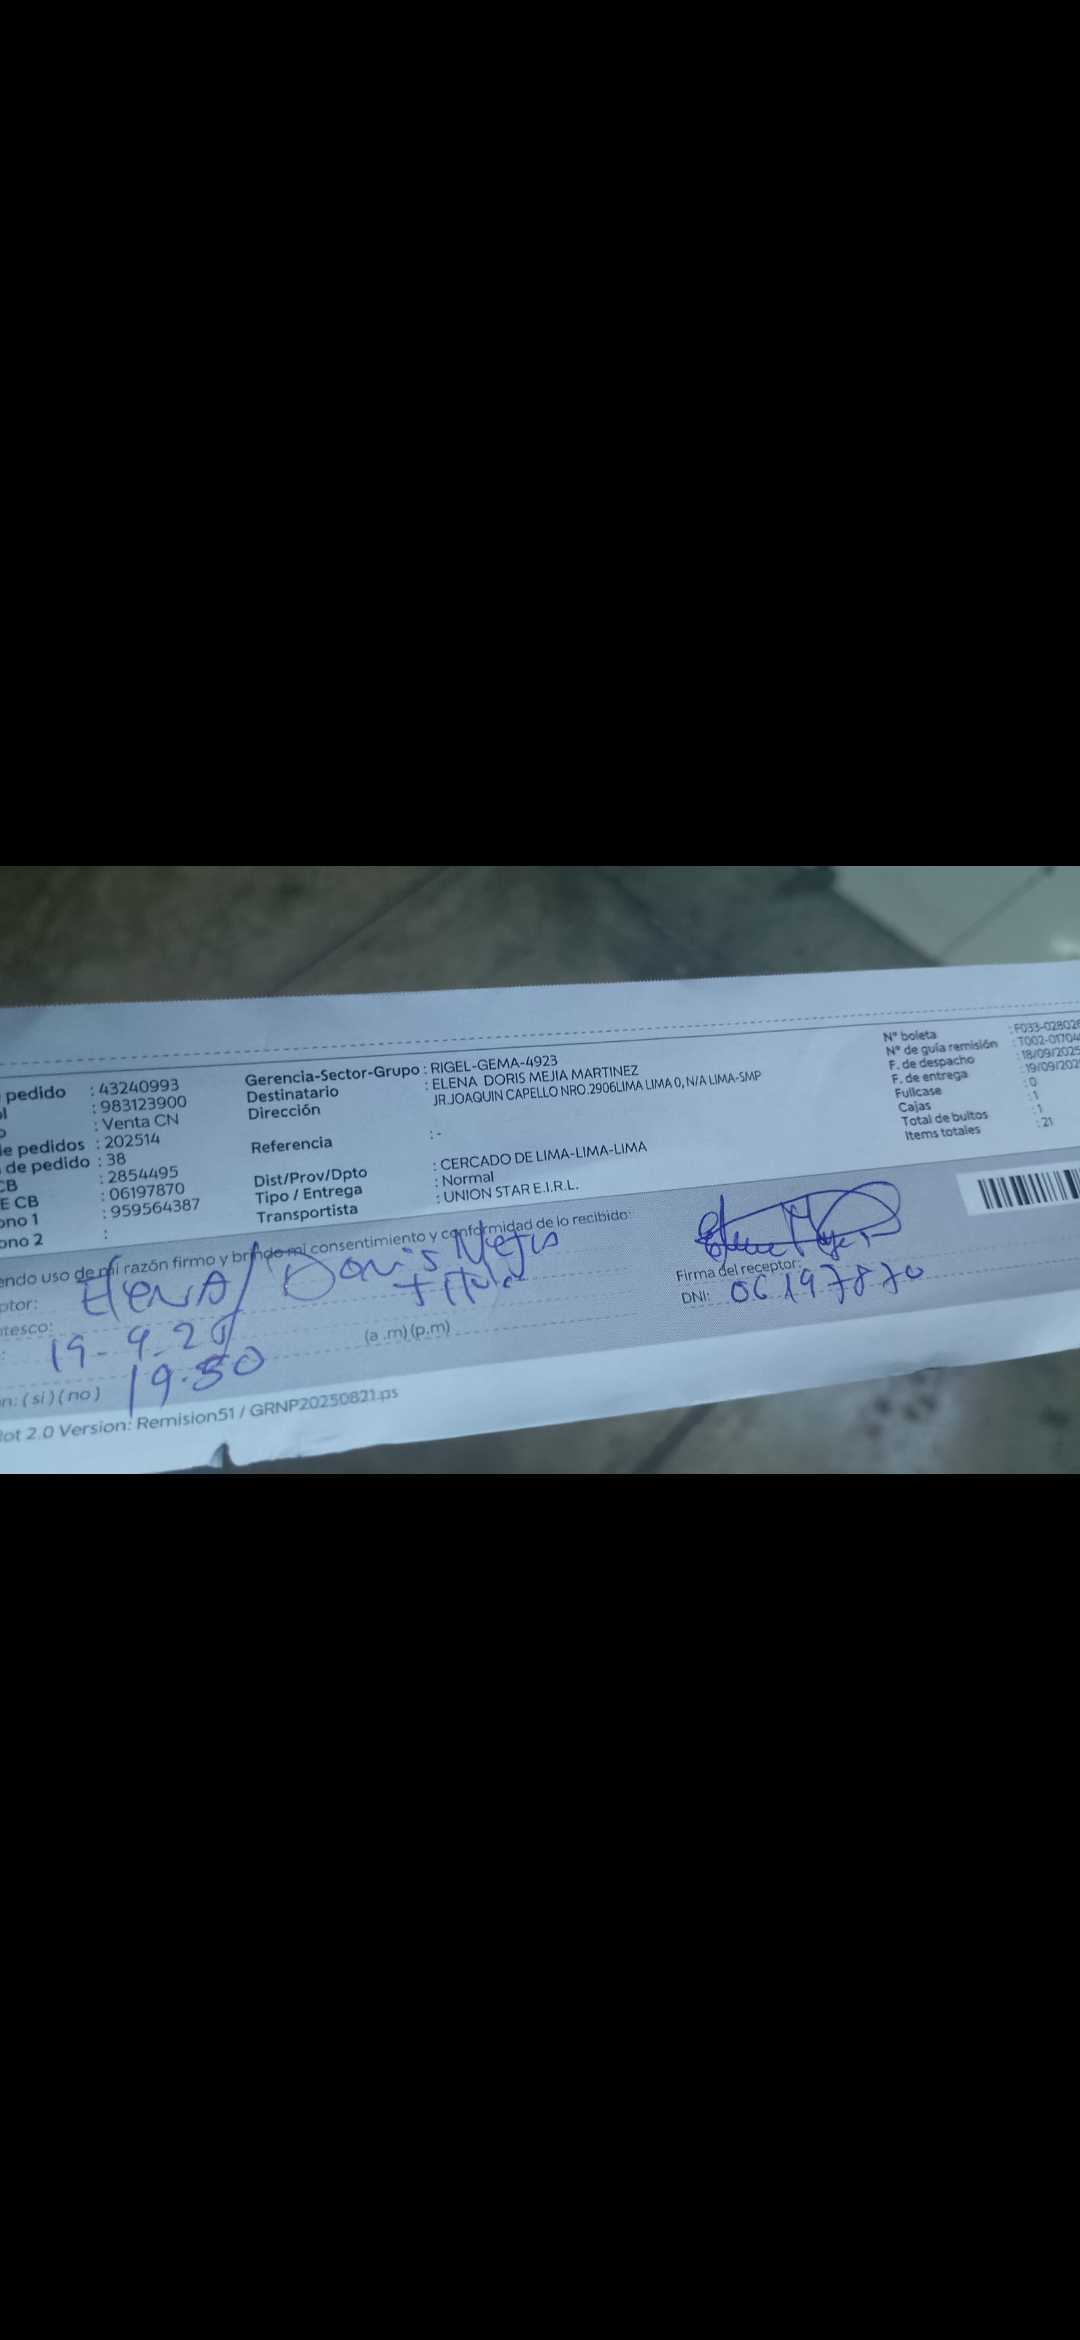 pedido : 43240993
: 983123900
: Venta CN
e pedidos : 202514
de pedido : 38
CB : 2854495
E CB : 06197870
ono 1 : 959564387
ono 2 :
Gerencia-Sector-Grupo : RIGEL-GEMA-4923
Destinatario : ELENA DORIS MEJIA MARTINEZ
Dirección JR.JOAQUIN CAPELLO NRO.2906LIMA LIMA 0, N/A LIMA-SMP
Referencia : -
Dist/Prov/Dpto : CERCADO DE LIMA-LIMA-LIMA
Tipo / Entrega : Normal
Transportista : UNION STAR E.I.R.L.
N° boleta : F033-028026
N° de guía remisión : T002-01704
F. de despacho : 18/09/2025
F. de entrega : 19/09/202
Fullcase : 0
Cajas : 1
Total de bultos : 1
Items totales : 21
endo uso de mi razón firmo y brindo mi consentimiento y conformidad de lo recibido:
ptor: Elena Doris Mejia
tesco: titular
: 19-9-25
(a .m) (p.m)
n: ( si ) ( no ) 19.50
Firma del receptor:
DNI: 06197870
lot 2.0 Version: Remision51 / GRNP20250821.ps